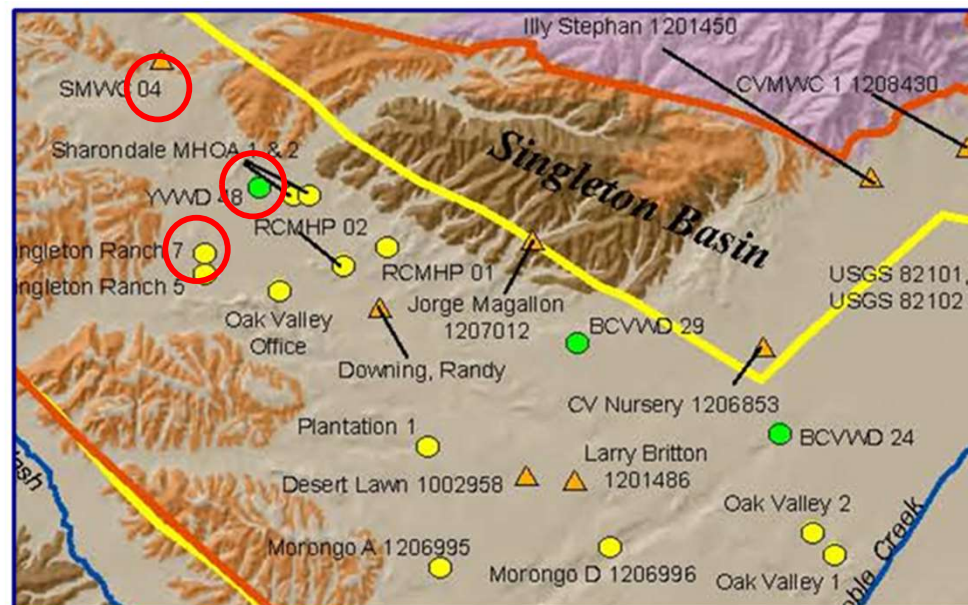 Illy Stephan 1201450
CVMWC 1 1208430
SMWC 04
Sharondale MHOA 1 & 2
YVWD 48
Singleton Basin
RCMHP 02
ingleton Ranch 7
RCMHP 01
ingleton Ranch 5
USGS 82101,
USGS 82102
Jorge Magallon
1207012
Oak Valley
Office
BCVWD 29
Downing, Randy
CV Nursery 1206853
Plantation 1
BCVWD 24
Larry Britton
1201486
Desert Lawn 1002958
Oak Valley 2
Morongo A 1206995
Morongo D 1206996
Oak Valley 1
Creek